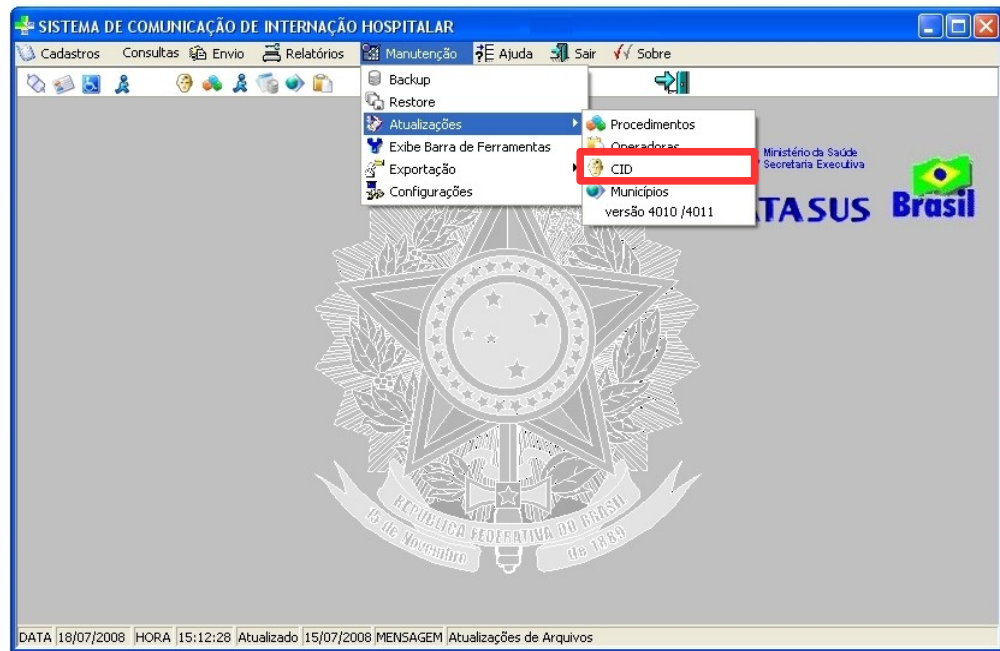 SISTEMA DE COMUNICAÇÃO DE INTERNAÇÃO HOSPITALAR
Cadastros Consultas Envio Relatórios Manutenção Ajuda Sair Sobre
Backup
Restore
Atualizações
Exibe Barra de Ferramentas
Exportação
Configurações
Procedimentos
Operadoras
CID
Municípios
versão 4010 /4011
Ministério da Saúde
Secretaria Executiva
TASUS
Brasil
REPÚBLICA FEDERATIVA DO BRASIL
15 de Novembro de 1889
DATA 18/07/2008 HORA 15:12:28 Atualizado 15/07/2008 MENSAGEM Atualizações de Arquivos